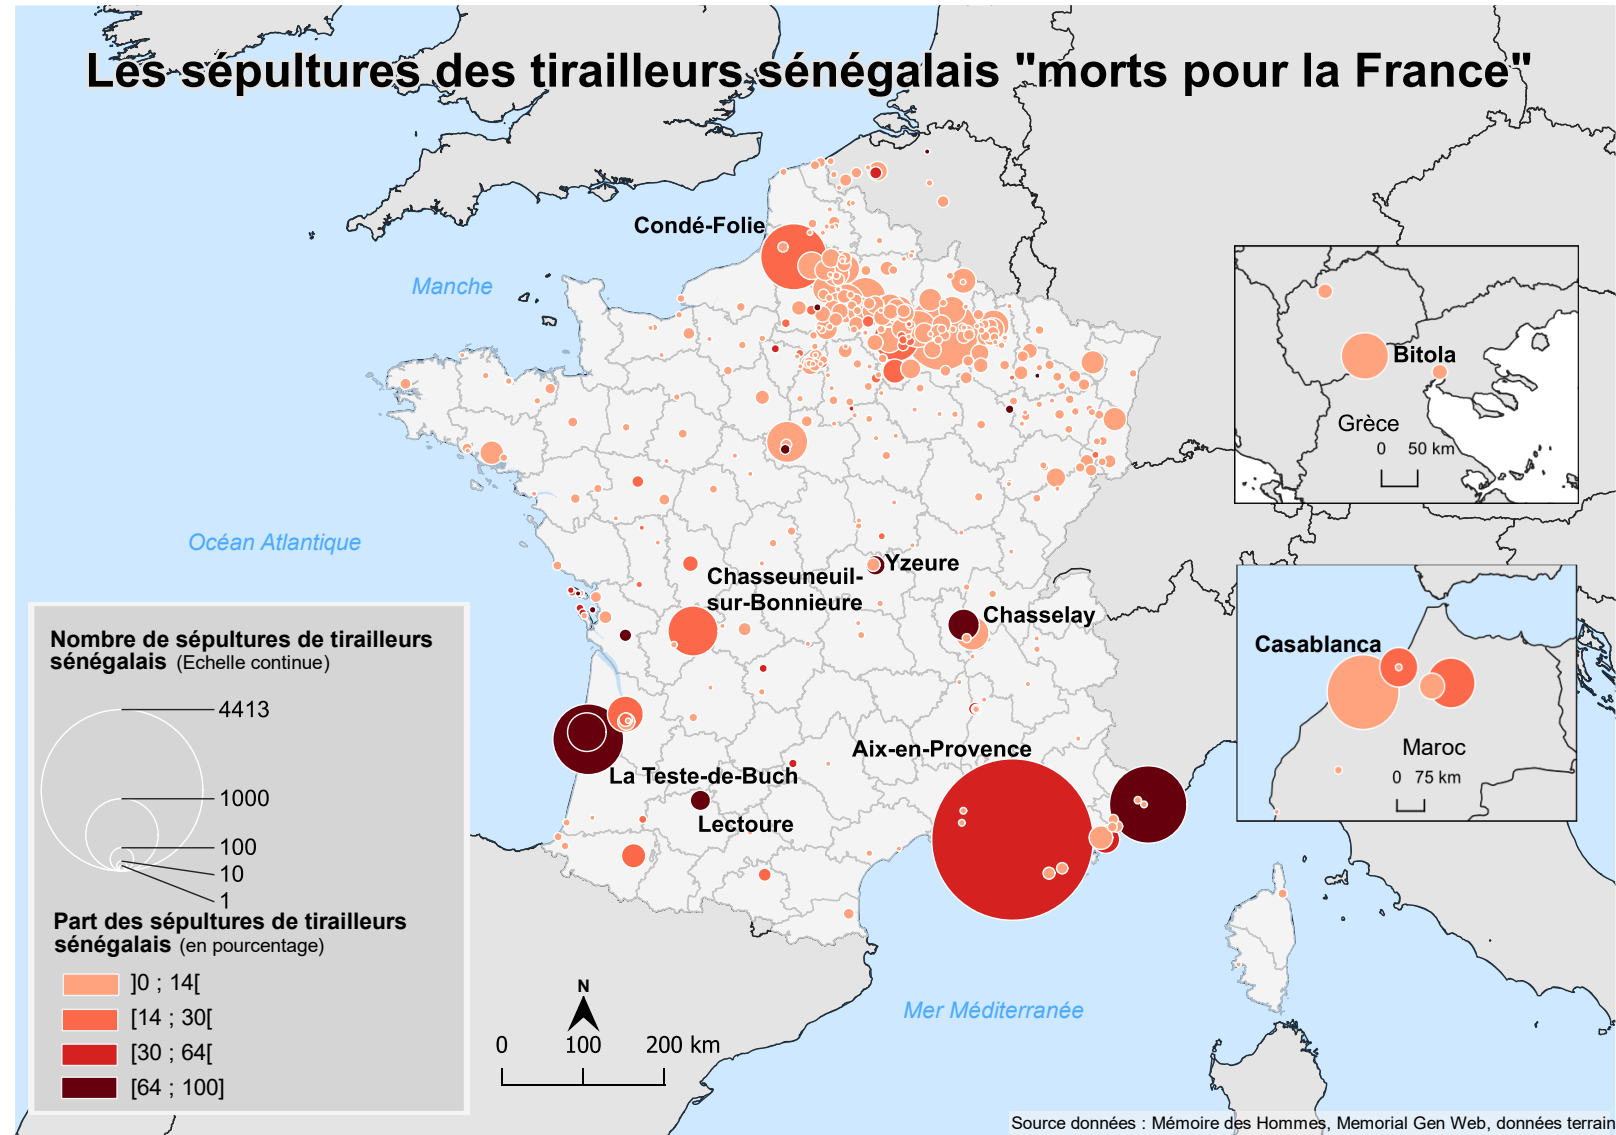 Les sépultures des tirailleurs sénégalais "morts pour la France"
Condé-Folie
Manche
Bitola
Grèce
0 50 km
Océan Atlantique
Yzeure
Chasseuneuil-
sur-Bonnieure
Chasselay
Casablanca
Maroc
0 75 km
Aix-en-Provence
La Teste-de-Buch
Lectoure
Nombre de sépultures de tirailleurs
sénégalais (Echelle continue)
4413
1000
100
10
1
Part des sépultures de tirailleurs
sénégalais (en pourcentage)
]0 ; 14[
[14 ; 30[
[30 ; 64[
[64 ; 100]
N
0 100 200 km
Mer Méditerranée
Source données : Mémoire des Hommes, Memorial Gen Web, données terrain